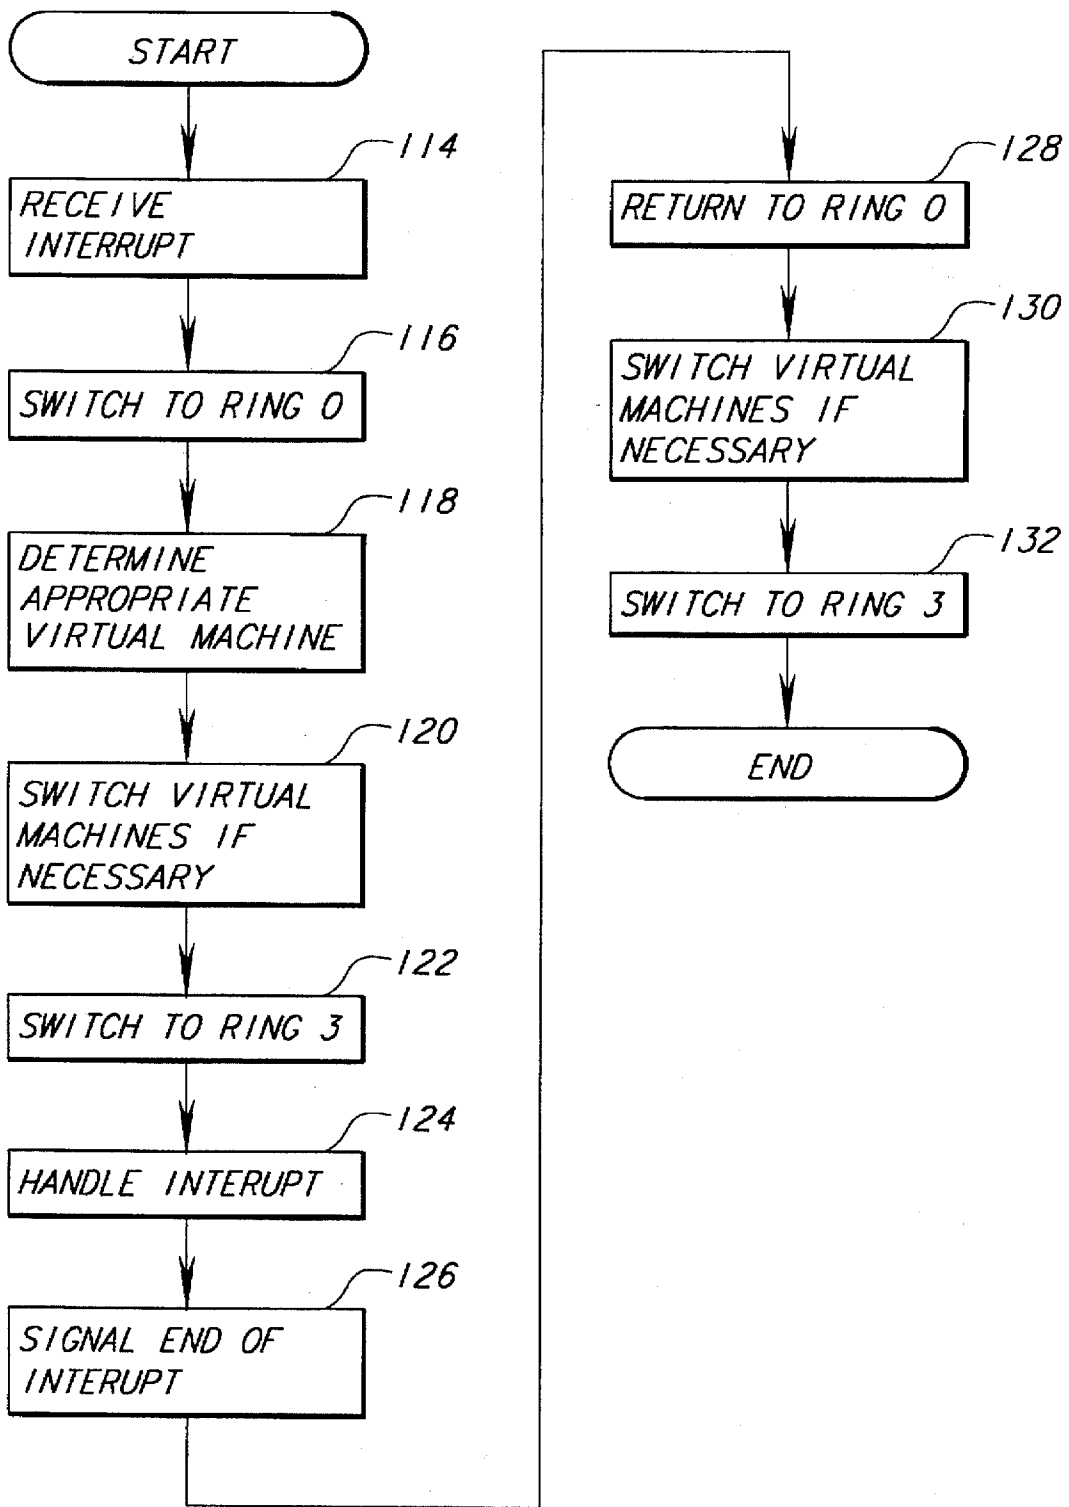 START
114
RECEIVE
INTERRUPT
116
SWITCH TO RING 0
118
DETERMINE
APPROPRIATE
VIRTUAL MACHINE
120
SWITCH VIRTUAL
MACHINES IF
NECESSARY
122
SWITCH TO RING 3
124
HANDLE INTERUPT
126
SIGNAL END OF
INTERUPT
128
RETURN TO RING 0
130
SWITCH VIRTUAL
MACHINES IF
NECESSARY
132
SWITCH TO RING 3
END